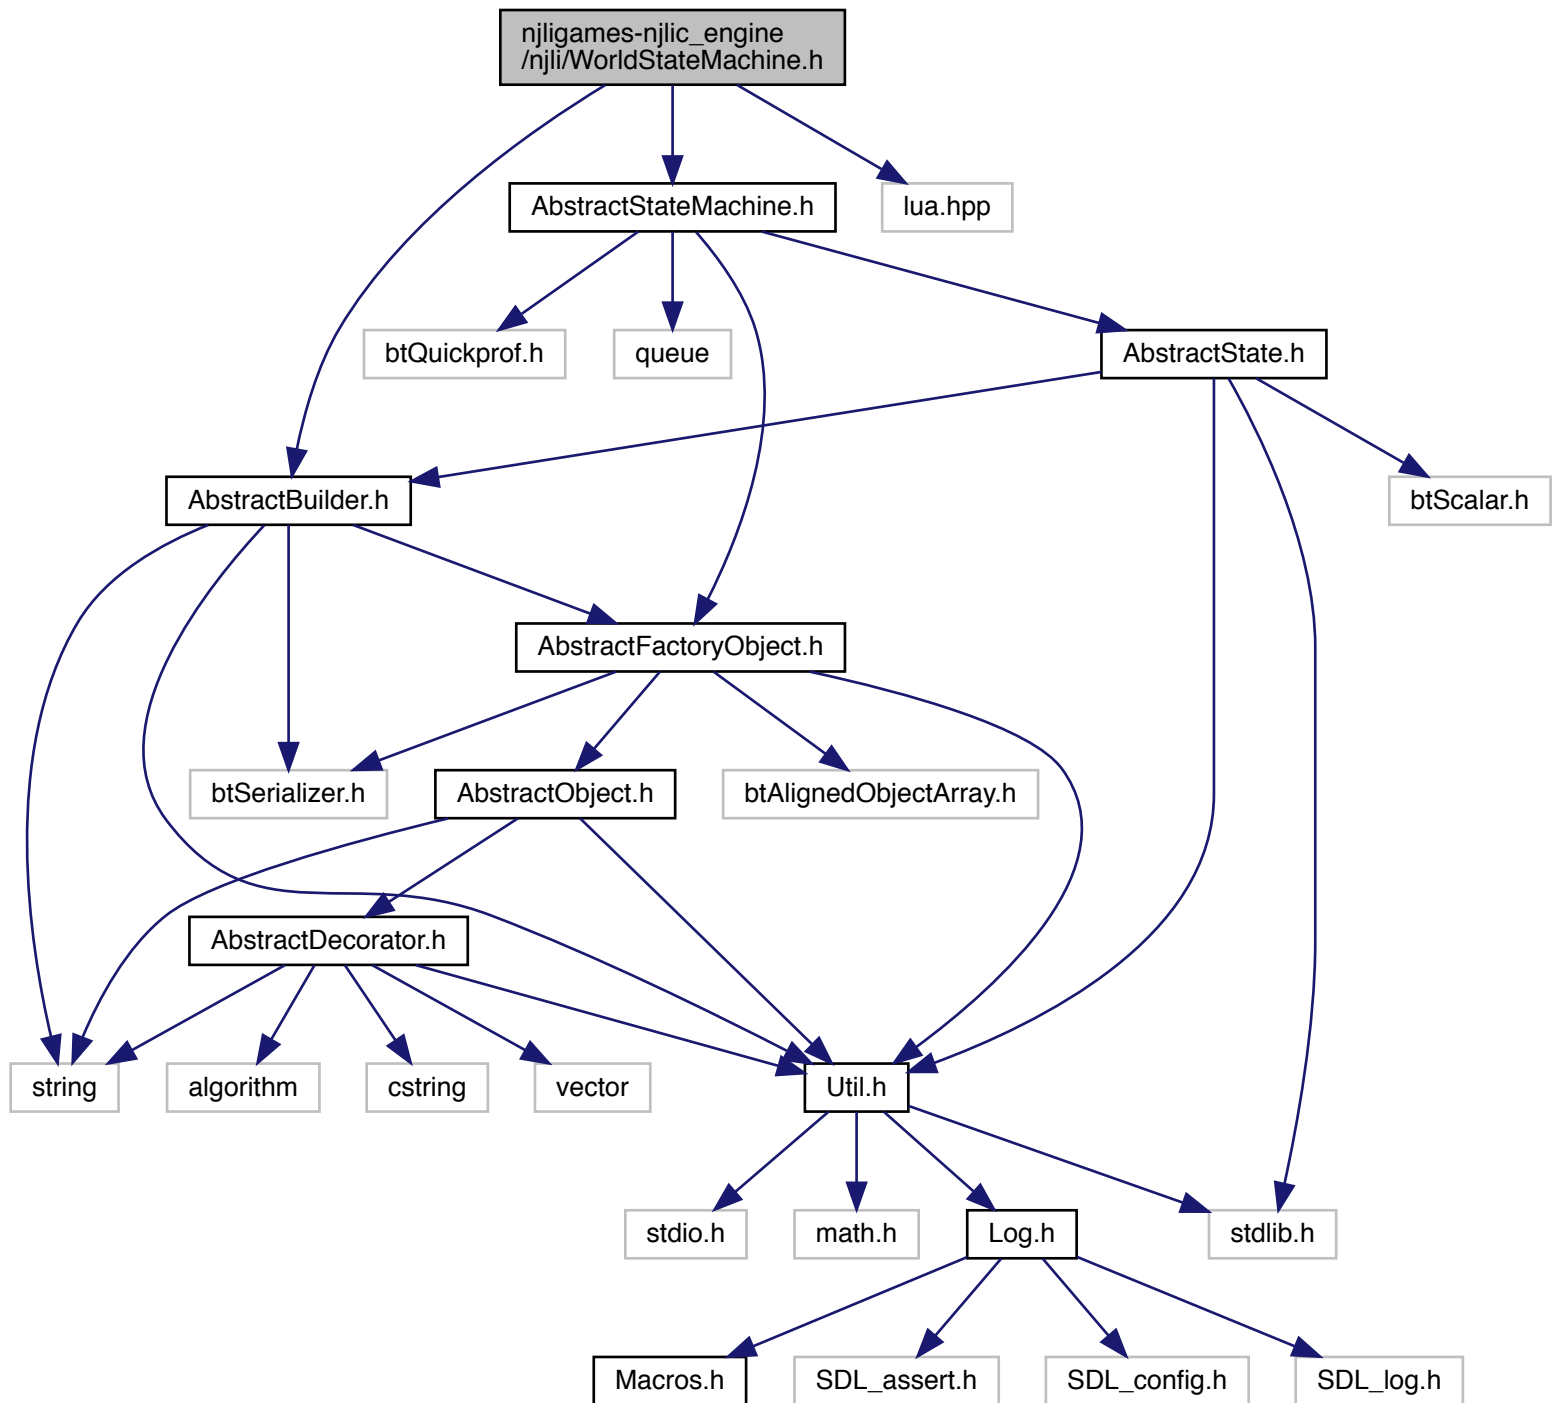 njligames-njlic_engine
/njli/WorldStateMachine.h
AbstractStateMachine.h
lua.hpp
btQuickprof.h
queue
AbstractState.h
AbstractBuilder.h
btScalar.h
AbstractFactoryObject.h
btSerializer.h
AbstractObject.h
btAlignedObjectArray.h
AbstractDecorator.h
string
algorithm
cstring
vector
Util.h
stdio.h
math.h
Log.h
stdlib.h
Macros.h
SDL_assert.h
SDL_config.h
SDL_log.h